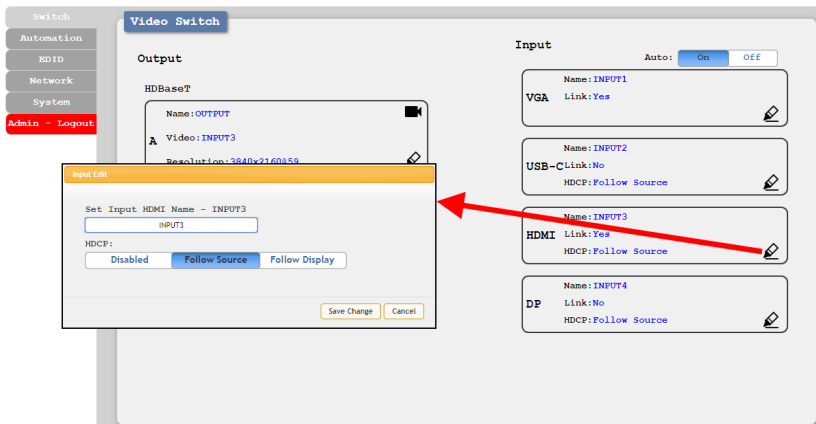 Switch
Automation
EDID
Network
System
Admin - Logout
Video Switch
Output
HDBaseT
A
Name:OUTPUT
Video:INPUT3
Resolution:3840x2160@59
Input
Auto: On Off
VGA
Name:INPUT1
Link:Yes
USB-C
Name:INPUT2
Link:No
HDCP:Follow Source
HDMI
Name:INPUT3
Link:Yes
HDCP:Follow Source
DP
Name:INPUT4
Link:No
HDCP:Follow Source
Input Edit
Set Input HDMI Name - INPUT3
INPUT3
HDCP:
Disabled Follow Source Follow Display
Save Change Cancel